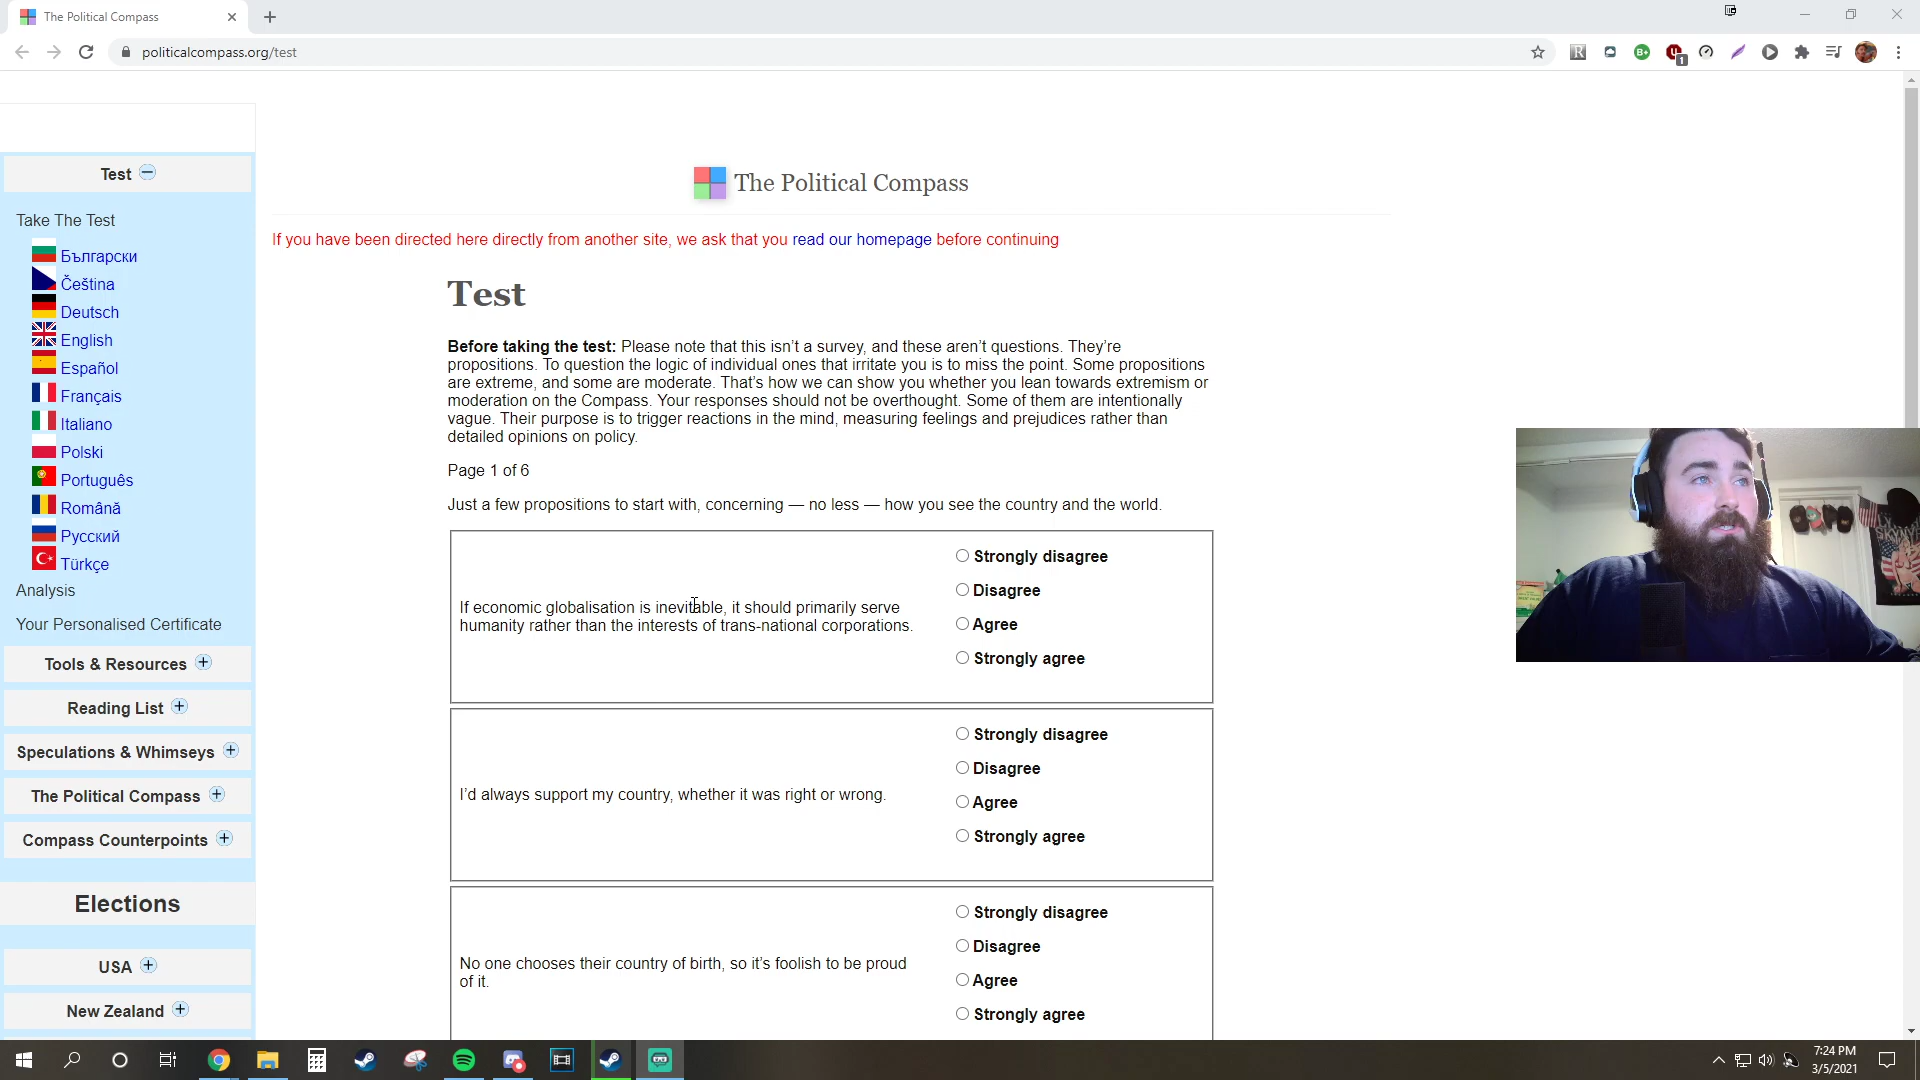 The Political Compass
politicalcompass.org/test
Test
Take The Test
Български
Čeština
Deutsch
English
Español
Français
Italiano
Polski
Português
Română
Русский
Türkçe
Analysis
Your Personalised Certificate
Tools & Resources
Reading List
Speculations & Whimseys
The Political Compass
Compass Counterpoints
Elections
USA
New Zealand
The Political Compass
If you have been directed here directly from another site, we ask that you read our homepage before continuing
Test
Before taking the test: Please note that this isn't a survey, and these aren't questions. They're
propositions. To question the logic of individual ones that irritate you is to miss the point. Some propositions
are extreme, and some are moderate. That's how we can show you whether you lean towards extremism or
moderation on the Compass. Your responses should not be overthought. Some of them are intentionally
vague. Their purpose is to trigger reactions in the mind, measuring feelings and prejudices rather than
detailed opinions on policy.
Page 1 of 6
Just a few propositions to start with, concerning — no less — how you see the country and the world.
If economic globalisation is inevitable, it should primarily serve
humanity rather than the interests of trans-national corporations.
Strongly disagree
Disagree
Agree
Strongly agree
I'd always support my country, whether it was right or wrong.
Strongly disagree
Disagree
Agree
Strongly agree
No one chooses their country of birth, so it's foolish to be proud
of it.
Strongly disagree
Disagree
Agree
Strongly agree
7:24 PM
3/5/2021